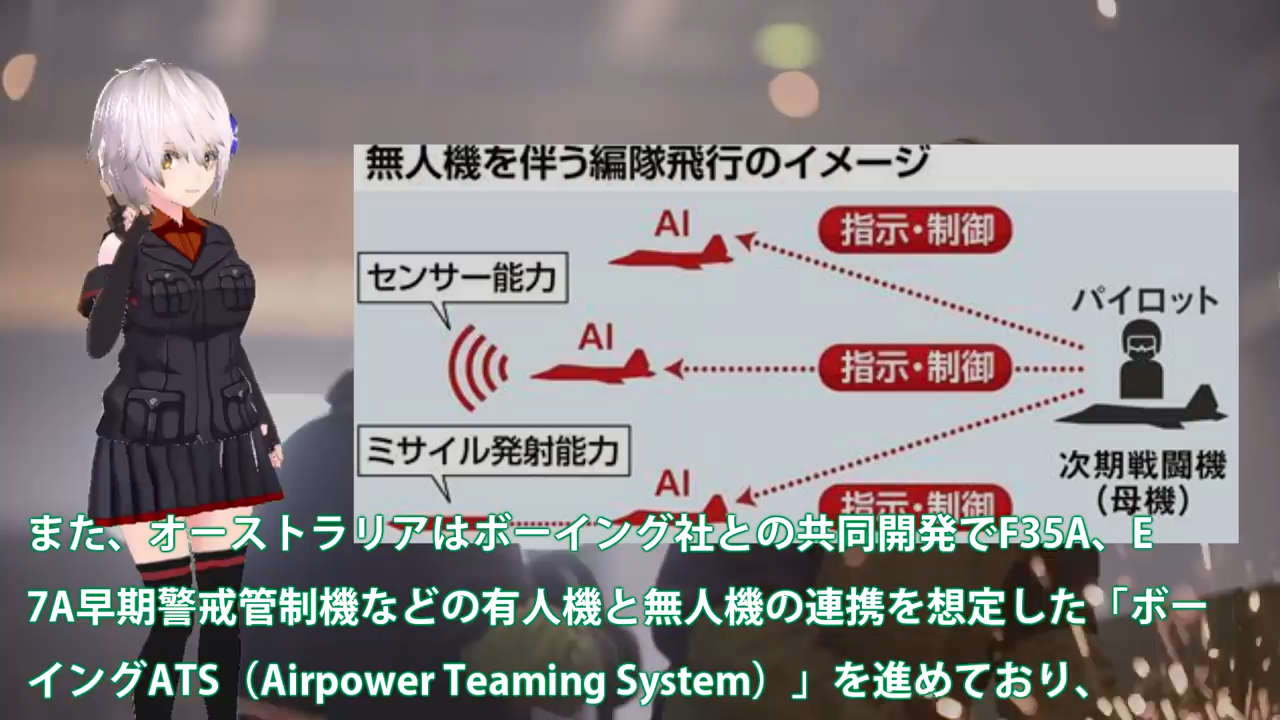 無人機を伴う編隊飛行のイメージ
AI
指示・制御
センサー能力
パイロット
AI
指示・制御
ミサイル発射能力
次期戦闘機
(母機)
AI
指示・制御
また、オーストラリアはボーイング社との共同開発でF35A、E
7A早期警戒管制機などの有人機と無人機の連携を想定した「ボー
イングATS（Airpower Teaming System）」を進めており、